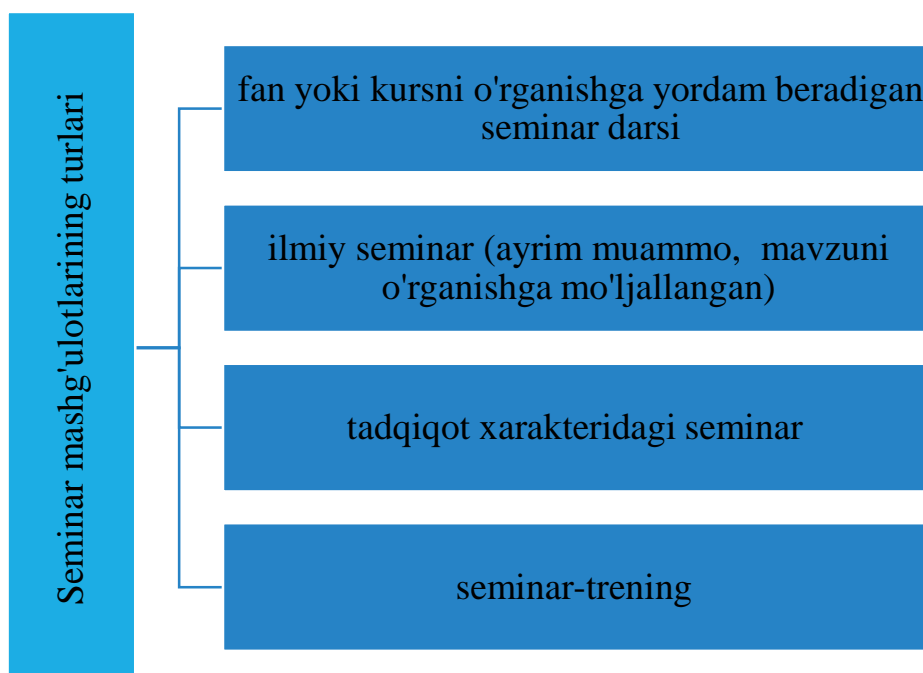 Seminar mashg'ulotlarining turlari
fan yoki kursni o'rganishga yordam beradigan
seminar darsi
ilmiy seminar (ayrim muammo, mavzuni
o'rganishga mo'ljallangan)
tadqiqot xarakteridagi seminar
seminar-trening